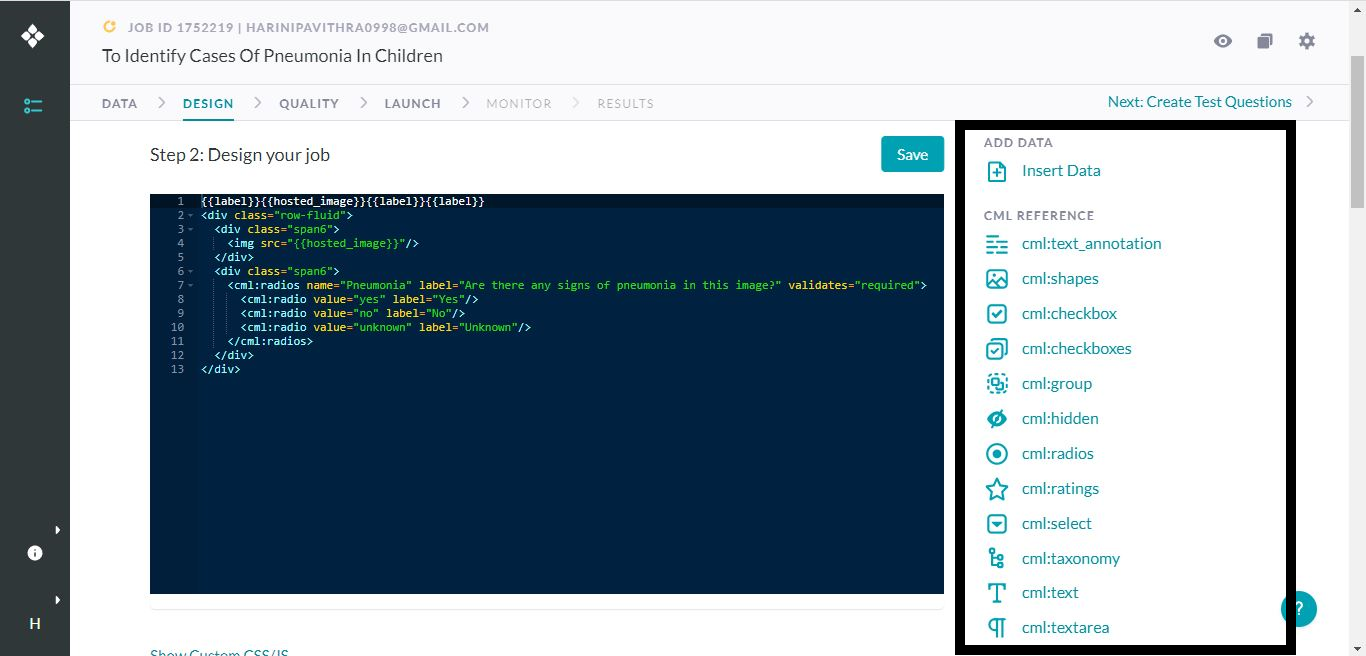 JOB ID 1752219 | HARINIPAVITHRA0998@GMAIL.COM
To Identify Cases Of Pneumonia In Children
DATA > DESIGN > QUALITY > LAUNCH > MONITOR > RESULTS
Next: Create Test Questions >
Step 2: Design your job
Save
1 {{label}}{{hosted_image}}{{label}}{{label}}
2 <div class="row-fluid">
3 <div class="span6">
4 <img src="{{hosted_image}}"/>
5 </div>
6 <div class="span6">
7 <cml:radios name="Pneumonia" label="Are there any signs of pneumonia in this image?" validates="required">
8 <cml:radio value="yes" label="Yes"/>
9 <cml:radio value="no" label="No"/>
10 <cml:radio value="unknown" label="Unknown"/>
11 </cml:radios>
12 </div>
13 </div>
Show Custom CSS/JS
ADD DATA
Insert Data
CML REFERENCE
cml:text_annotation
cml:shapes
cml:checkbox
cml:checkboxes
cml:group
cml:hidden
cml:radios
cml:ratings
cml:select
cml:taxonomy
cml:text
cml:textarea
?
H